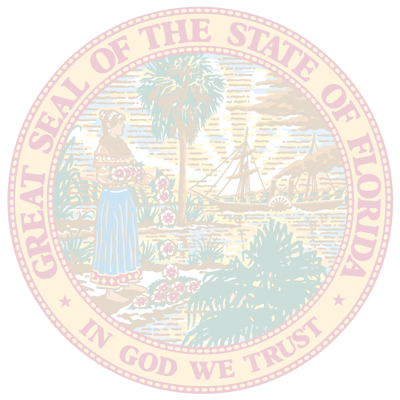 GREAT SEAL OF THE STATE OF FLORIDA
IN GOD WE TRUST